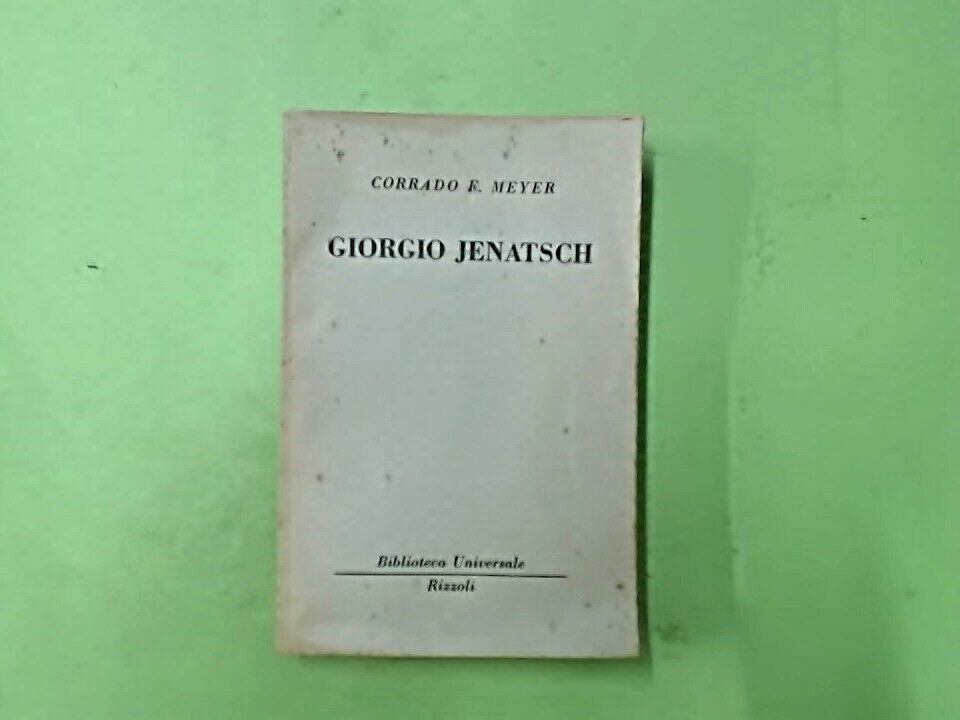 CORRADO F. MEYER
GIORGIO JENATSCH
Biblioteca Universale
Rizzoli